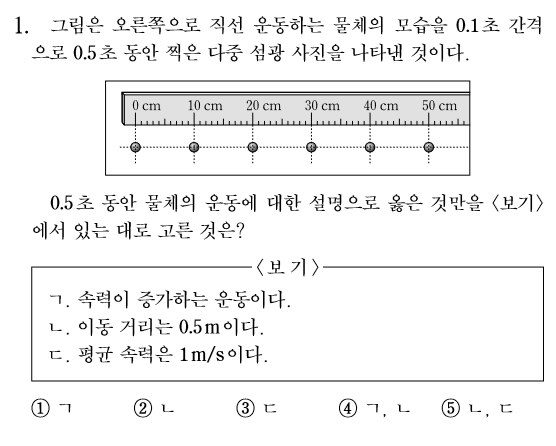 1. 그림은 오른쪽으로 직선 운동하는 물체의 모습을 0.1초 간격
으로 0.5초 동안 찍은 다중 섬광 사진을 나타낸 것이다.
0 cm 10 cm 20 cm 30 cm 40 cm 50 cm
0.5초 동안 물체의 운동에 대한 설명으로 옳은 것만을 〈보기〉
에서 있는 대로 고른 것은?
〈보 기〉
ㄱ. 속력이 증가하는 운동이다.
ㄴ. 이동 거리는 0.5m이다.
ㄷ. 평균 속력은 1m/s이다.
① ㄱ ② ㄴ ③ ㄷ ④ ㄱ, ㄴ ⑤ ㄴ, ㄷ